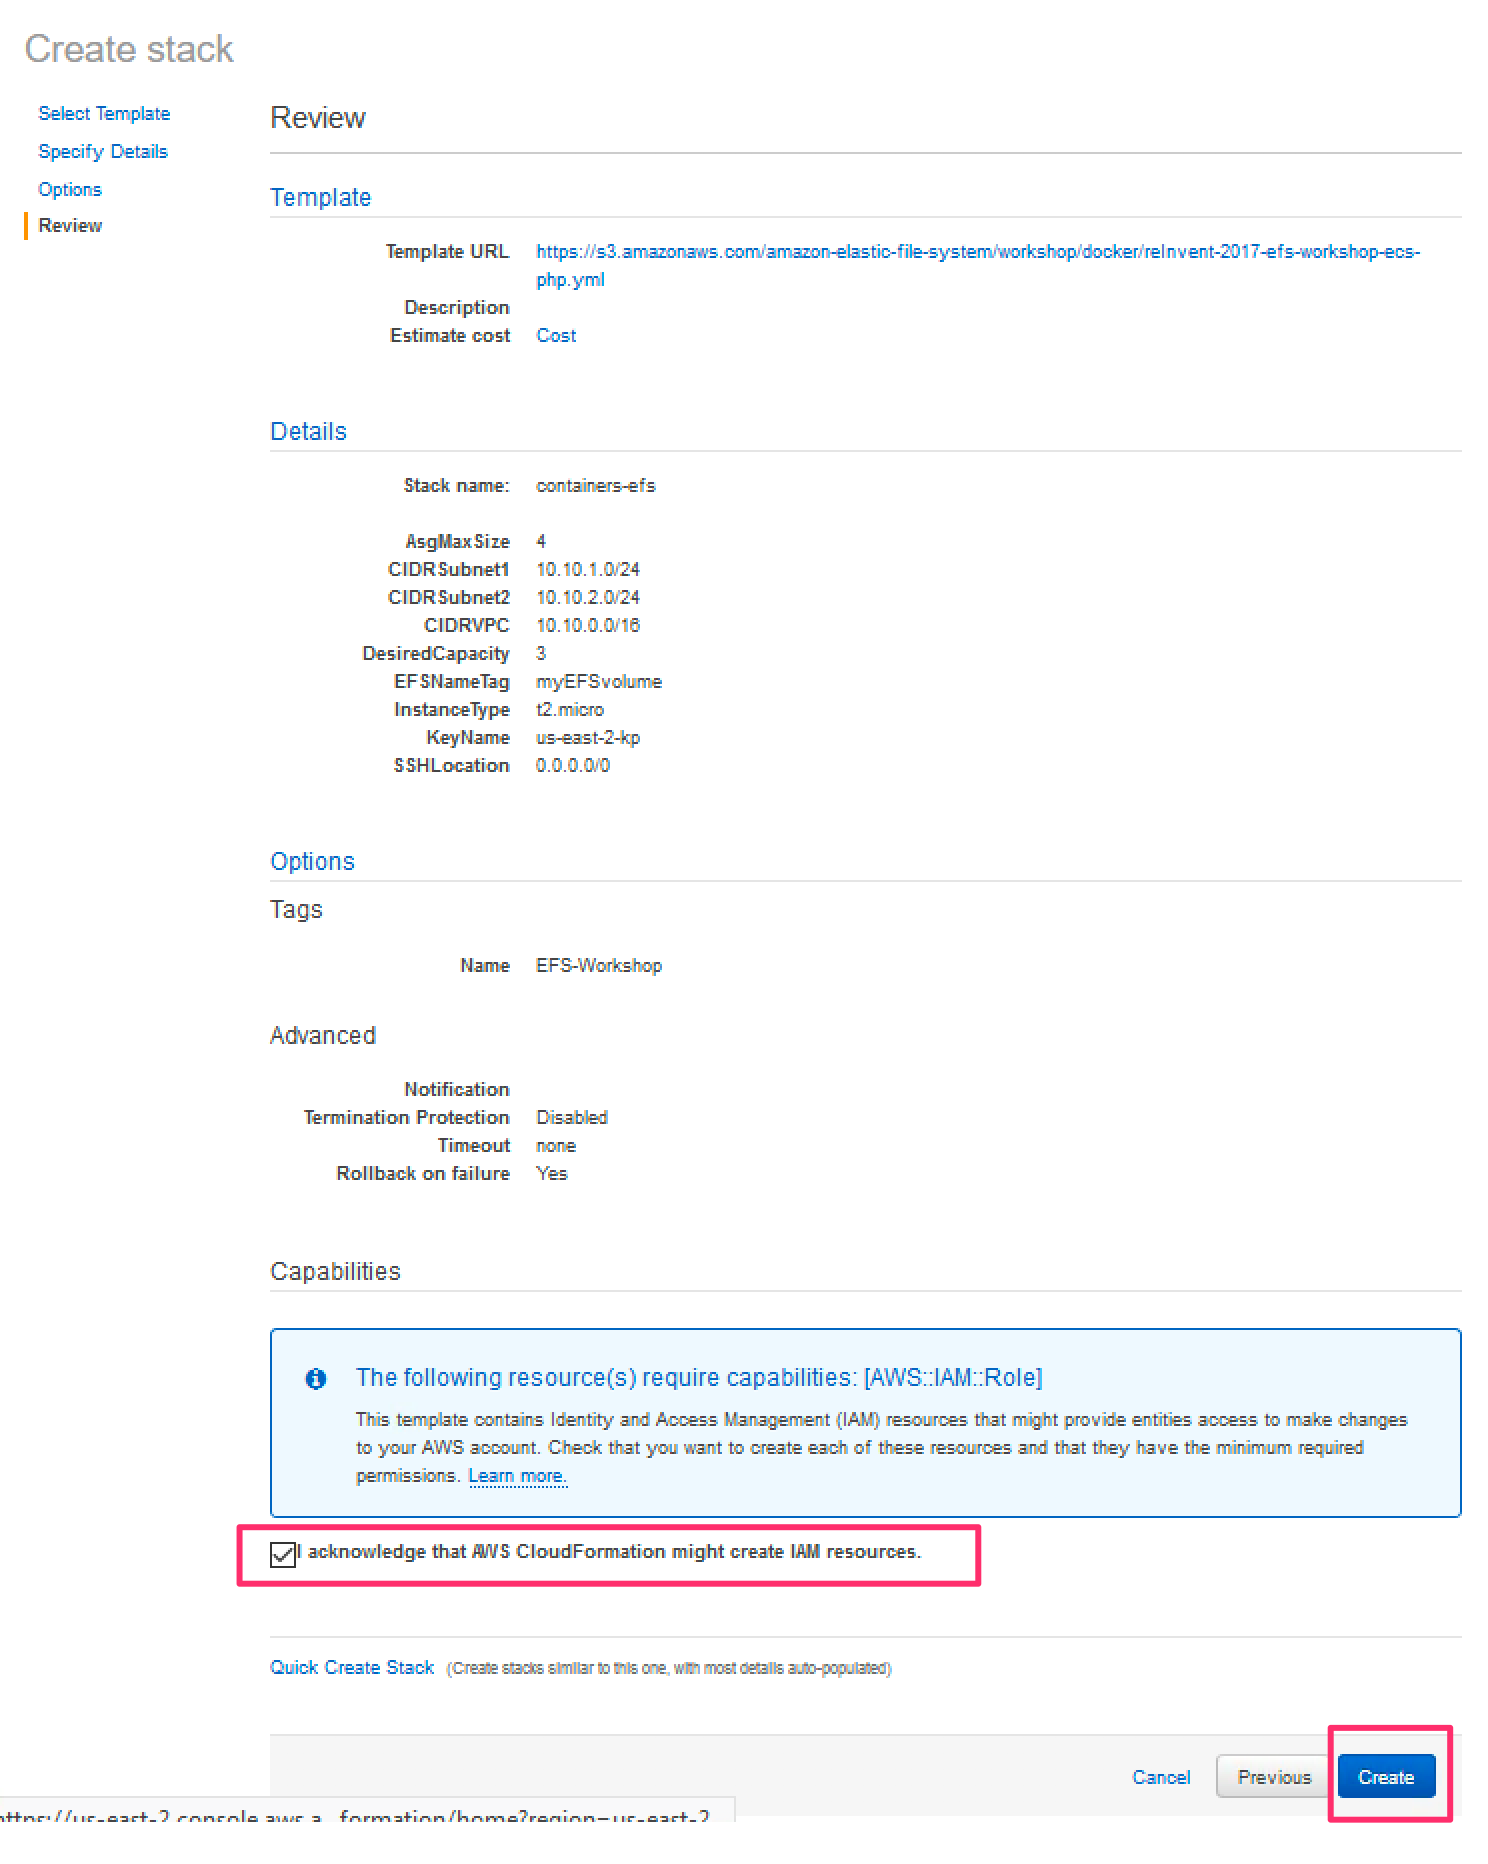 Create stack
Select Template
Specify Details
Options
Review
Review
Template
Template URL https://s3.amazonaws.com/amazon-elastic-file-system/workshop/docker/reInvent-2017-efs-workshop-ecs-
php.yml
Description
Estimate cost Cost
Details
Stack name: containers-efs
AsgMaxSize 4
CIDRSubnet1 10.10.1.0/24
CIDRSubnet2 10.10.2.0/24
CIDRVPC 10.10.0.0/16
DesiredCapacity 3
EFSNameTag myEFSvolume
InstanceType t2.micro
KeyName us-east-2-kp
SSHLocation 0.0.0.0/0
Options
Tags
Name EFS-Workshop
Advanced
Notification
Termination Protection Disabled
Timeout none
Rollback on failure Yes
Capabilities
The following resource(s) require capabilities: [AWS::IAM::Role]
This template contains Identity and Access Management (IAM) resources that might provide entities access to make changes
to your AWS account. Check that you want to create each of these resources and that they have the minimum required
permissions. Learn more.
I acknowledge that AWS CloudFormation might create IAM resources.
Quick Create Stack (Create stacks similar to this one, with most details auto-populated)
Cancel Previous Create
https://us-east-2.console.aws.a...formation/home?region=us-east-2